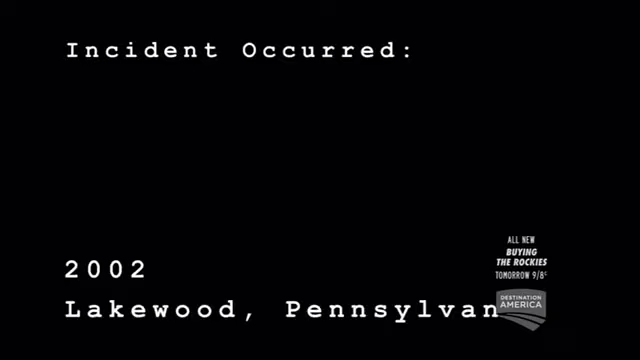 Incident Occurred:
2002
Lakewood, Pennsylvan
ALL NEW
BUYING
THE ROCKIES
TOMORROW 9/8c
DESTINATION
AMERICA